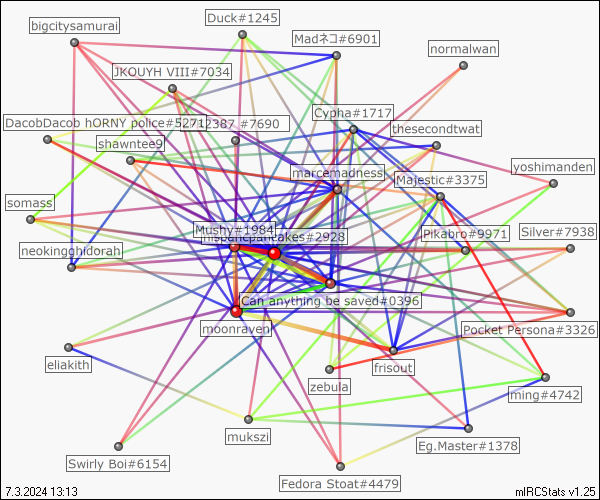 Duck#1245
bigcitysamurai
Madネコ#6901
normalwan
JKOUYH VIII#7034
Cypha#1717
DacobDacob hORNY police#5271
2387 #7690
thesecondtwat
shawntee9
marcemadness
yoshimanden
Majestic#3375
somass
Mushy#1984
hispancpancakes#2928
Pikabro#9971
Silver#7938
neokingghidorah
Can anything be saved#0396
moonraven
Pocket Persona#3326
eliakith
frisout
zebula
ming#4742
mukszi
Eg.Master#1378
Swirly Boi#6154
Fedora Stoat#4479
7.3.2024 13:13
mIRCStats v1.25